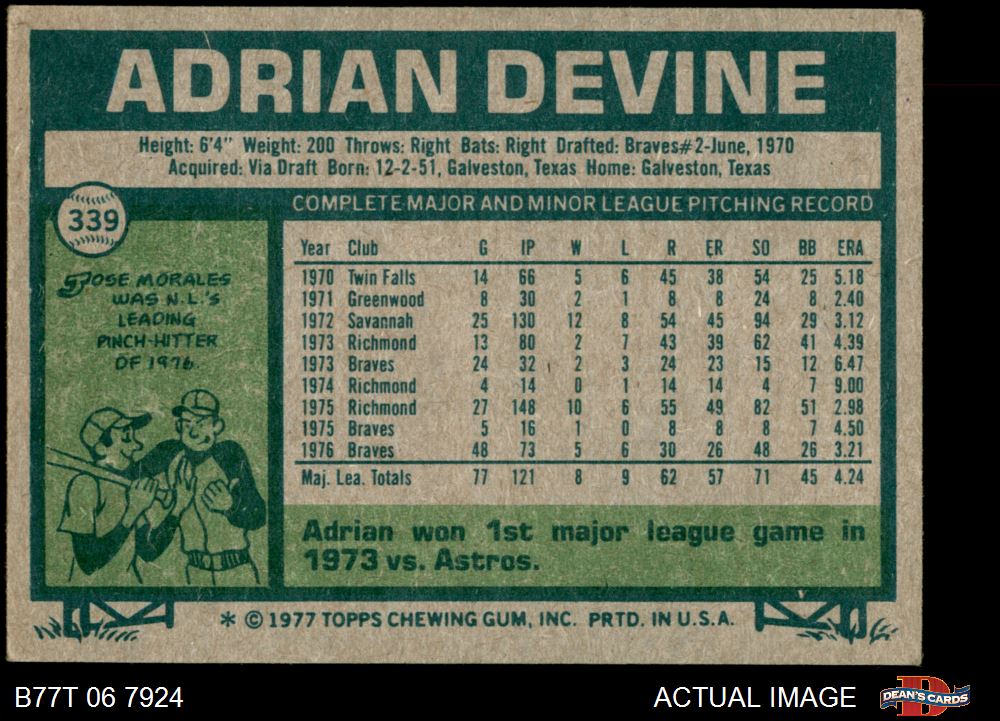 ADRIAN DEVINE
Height: 6'4" Weight: 200 Throws: Right Bats: Right Drafted: Braves#2-June, 1970
Acquired: Via Draft Born: 12-2-51, Galveston, Texas Home: Galveston, Texas
339
JOSE MORALES
WAS N.L.'S
LEADING
PINCH-HITTER
OF 1976.
COMPLETE MAJOR AND MINOR LEAGUE PITCHING RECORD
Year Club G IP W L R ER SO BB ERA
1970 Twin Falls 14 66 5 6 45 38 54 25 5.18
1971 Greenwood 8 30 2 1 8 8 24 8 2.40
1972 Savannah 25 130 12 8 54 45 94 29 3.12
1973 Richmond 13 80 2 7 43 39 62 41 4.39
1973 Braves 24 32 2 3 24 23 15 12 6.47
1974 Richmond 4 14 0 1 14 14 4 7 9.00
1975 Richmond 27 148 10 6 55 49 82 51 2.98
1975 Braves 5 16 1 0 8 8 8 7 4.50
1976 Braves 48 73 5 6 30 26 48 26 3.21
Maj. Lea. Totals 77 121 8 9 62 57 71 45 4.24
Adrian won 1st major league game in
1973 vs. Astros.
* © 1977 TOPPS CHEWING GUM, INC. PRTD. IN U.S.A.
B77T 06 7924 ACTUAL IMAGE DEAN'S CARDS